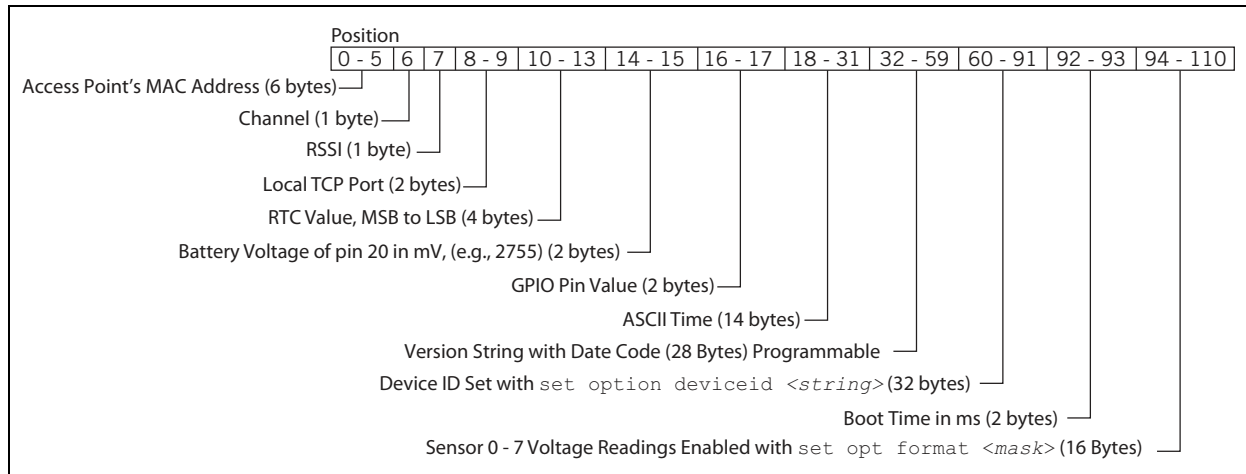 Position
0 - 5 6 7 8 - 9 10 - 13 14 - 15 16 - 17 18 - 31 32 - 59 60 - 91 92 - 93 94 - 110
Access Point’s MAC Address (6 bytes)
Channel (1 byte)
RSSI (1 byte)
Local TCP Port (2 bytes)
RTC Value, MSB to LSB (4 bytes)
Battery Voltage of pin 20 in mV, (e.g., 2755) (2 bytes)
GPIO Pin Value (2 bytes)
ASCII Time (14 bytes)
Version String with Date Code (28 Bytes) Programmable
Device ID Set with set option deviceid <string> (32 bytes)
Boot Time in ms (2 bytes)
Sensor 0 - 7 Voltage Readings Enabled with set opt format <mask> (16 Bytes)